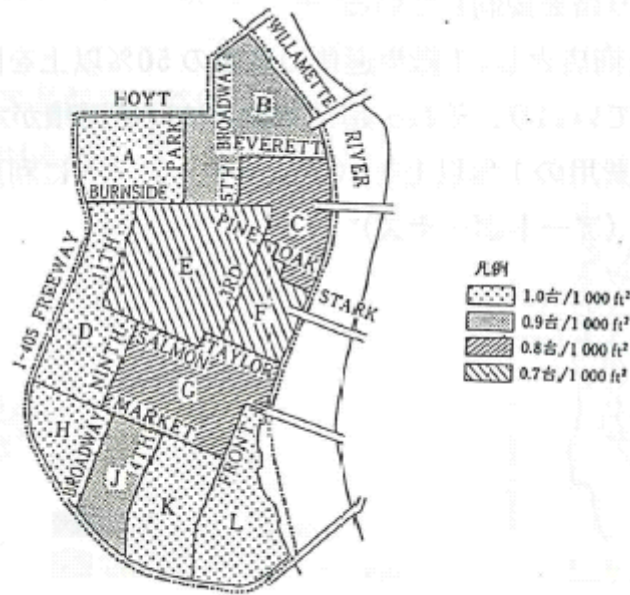 HOYT
WILLAMETTE
RIVER
BROADWAY
B
A
PARK
5TH
EVERETT
BURNSIDE
C
11TH
E
PINE
OAK
3RD
F
STARK
I-405 FREEWAY
D
NINTH
SALMON
TAYLOR
G
MARKET
H
BROADWAY
J
4TH
K
FRONT
L
凡例
1.0台/1 000 ft²
0.9台/1 000 ft²
0.8台/1 000 ft²
0.7台/1 000 ft²